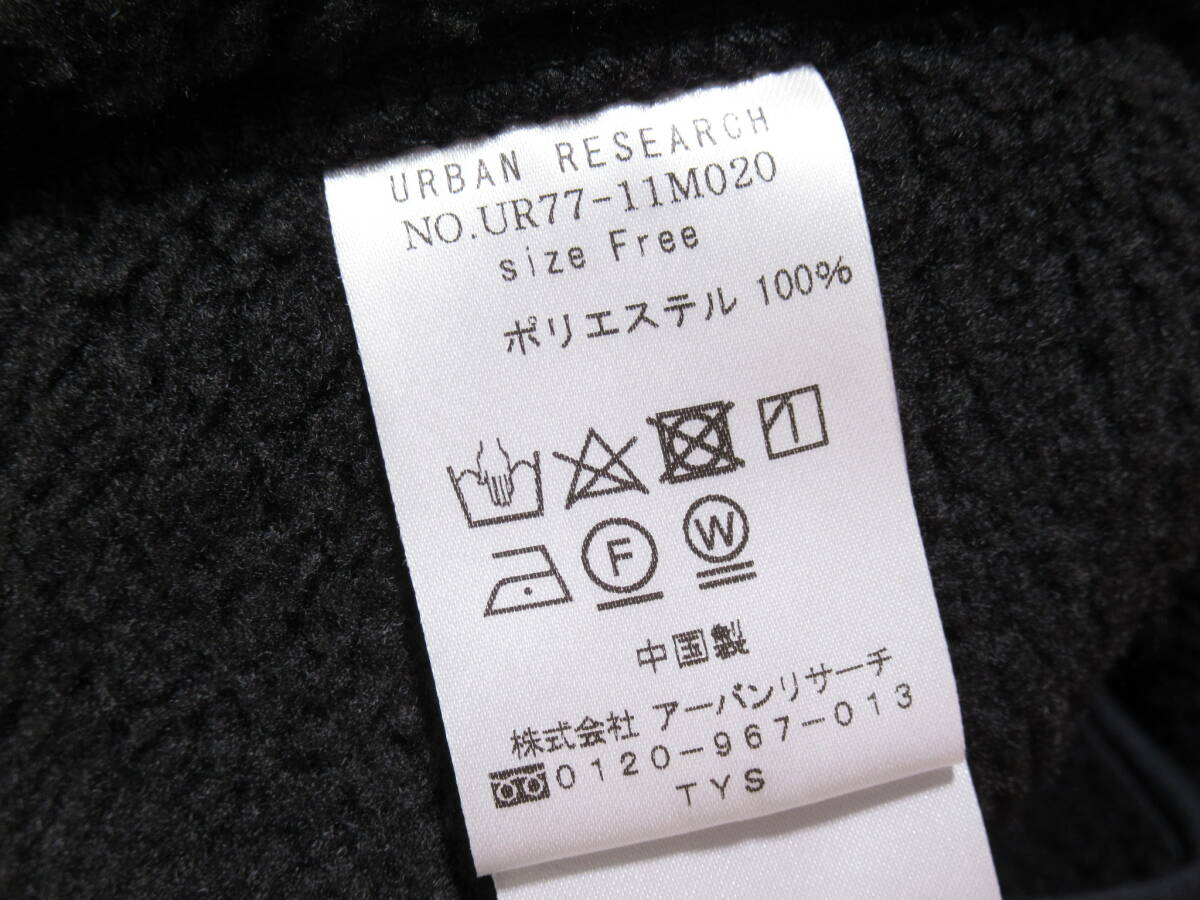 URBAN RESEARCH
NO.UR77-11M020
size Free
ポリエステル 100%
F W
中国製
株式会社 アーバンリサーチ
0120-967-013
TYS